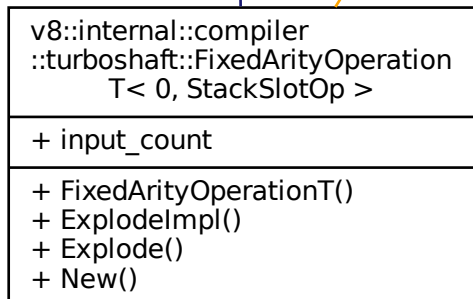 v8::internal::compiler
::turboshaft::FixedArityOperation
T< 0, StackSlotOp >
+ input_count
+ FixedArityOperationT()
+ ExplodeImpl()
+ Explode()
+ New()